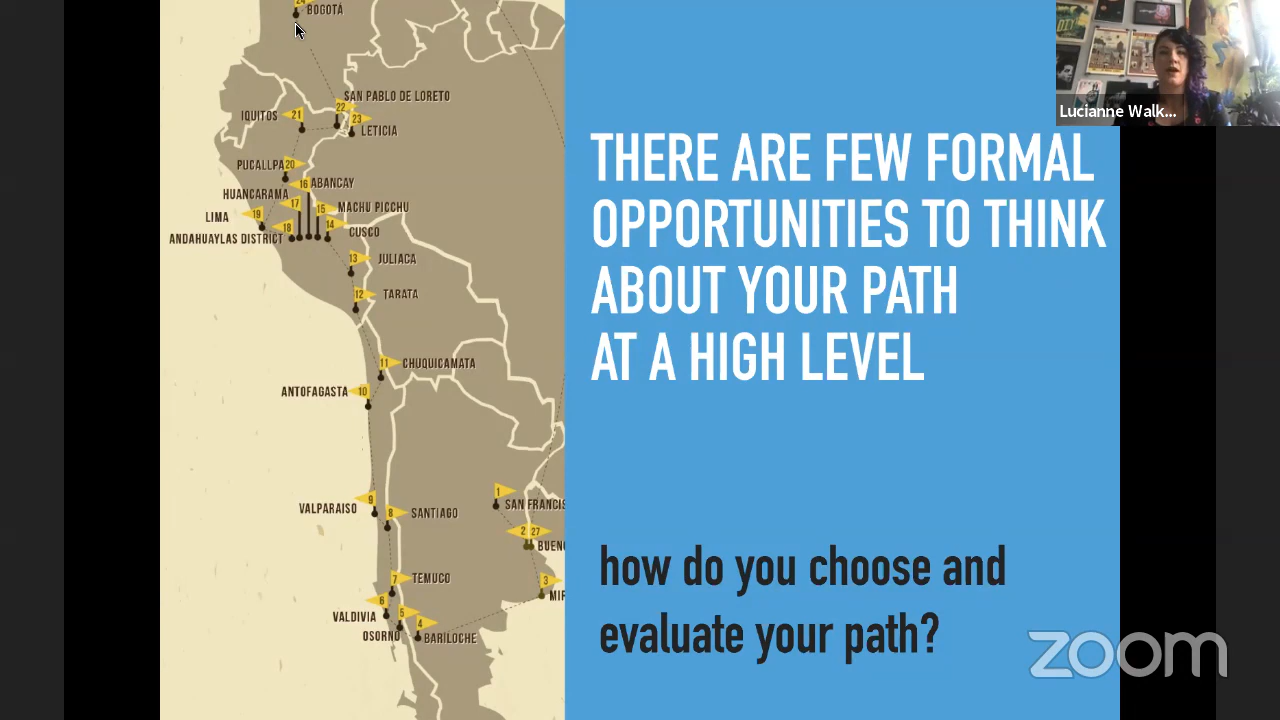 24
BOGOTÁ
SAN PABLO DE LORETO
22
IQUITOS
21
23
LETICIA
PUCALLPA
20
16
ABANCAY
HUANCARAMA
17
15
MACHU PICCHU
LIMA
19
18
14
CUSCO
ANDAHUAYLAS DISTRICT
13
JULIACA
12
TARATA
11
CHUQUICAMATA
ANTOFAGASTA
10
9
VALPARAISO
8
SANTIAGO
1
SAN FRANCIS
2
27
BUEN
7
TEMUCO
3
MIR
6
VALDIVIA
5
4
OSORNO
BARILOCHE
THERE ARE FEW FORMAL
OPPORTUNITIES TO THINK
ABOUT YOUR PATH
AT A HIGH LEVEL
how do you choose and
evaluate your path?
Lucianne Walk...
zoom